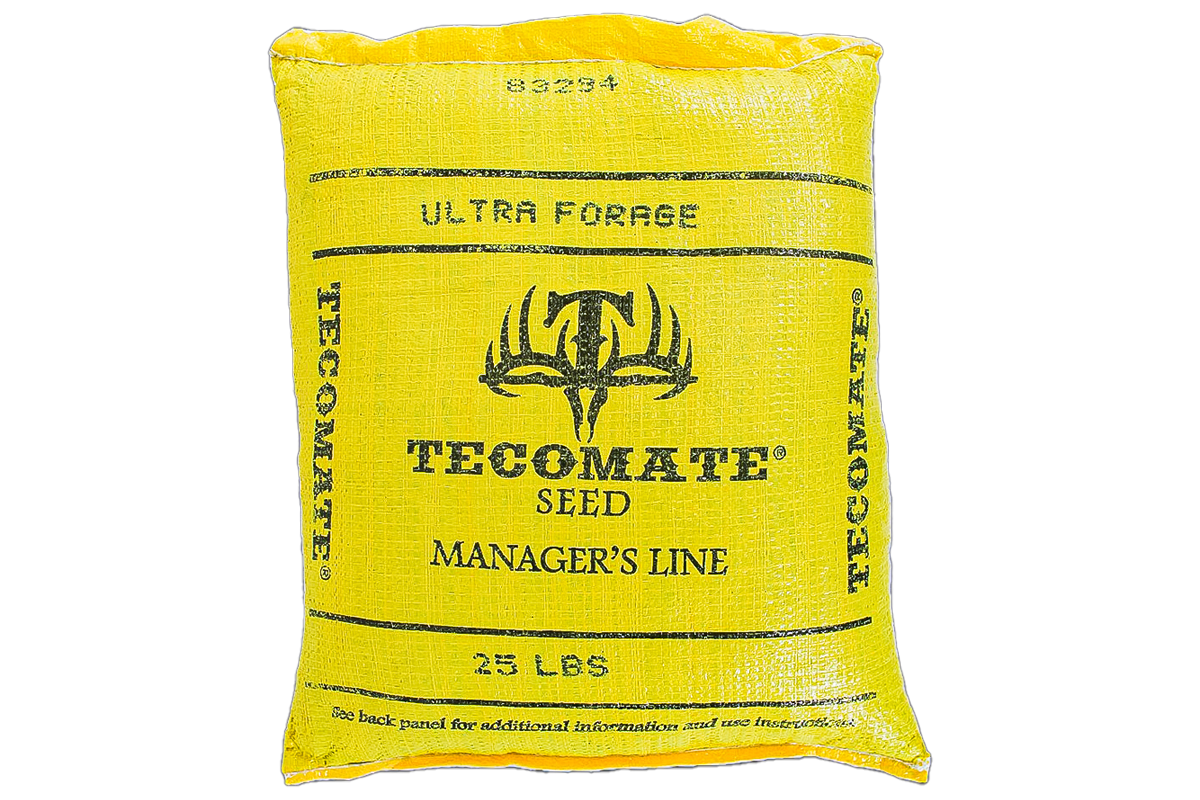 83294
ULTRA FORAGE
T
TECOMATE®
TECOMATE®
SEED
MANAGER'S LINE
TECOMATE®
25 LBS
See back panel for additional information and use instructions.